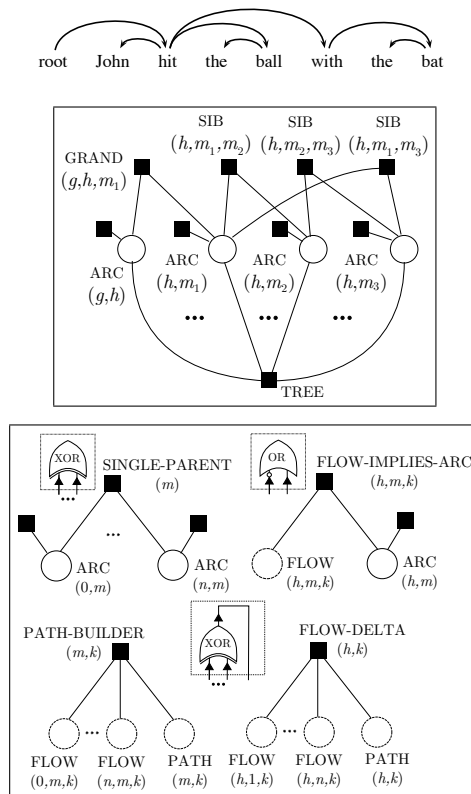 root John hit the ball with the bat
SIB SIB SIB
(h,m₁,m₂) (h,m₂,m₃) (h,m₁,m₃)
GRAND
(g,h,m₁)
ARC ARC ARC ARC
(g,h) (h,m₁) (h,m₂) (h,m₃)
... ... ...
TREE
XOR OR
SINGLE-PARENT FLOW-IMPLIES-ARC
(m) (h,m,k)
... ...
ARC ARC FLOW ARC
(0,m) (n,m) (h,m,k) (h,m)
PATH-BUILDER XOR FLOW-DELTA
(m,k) (h,k)
... ... ...
FLOW FLOW PATH FLOW FLOW PATH
(0,m,k) (n,m,k) (m,k) (h,1,k) (h,n,k) (h,k)